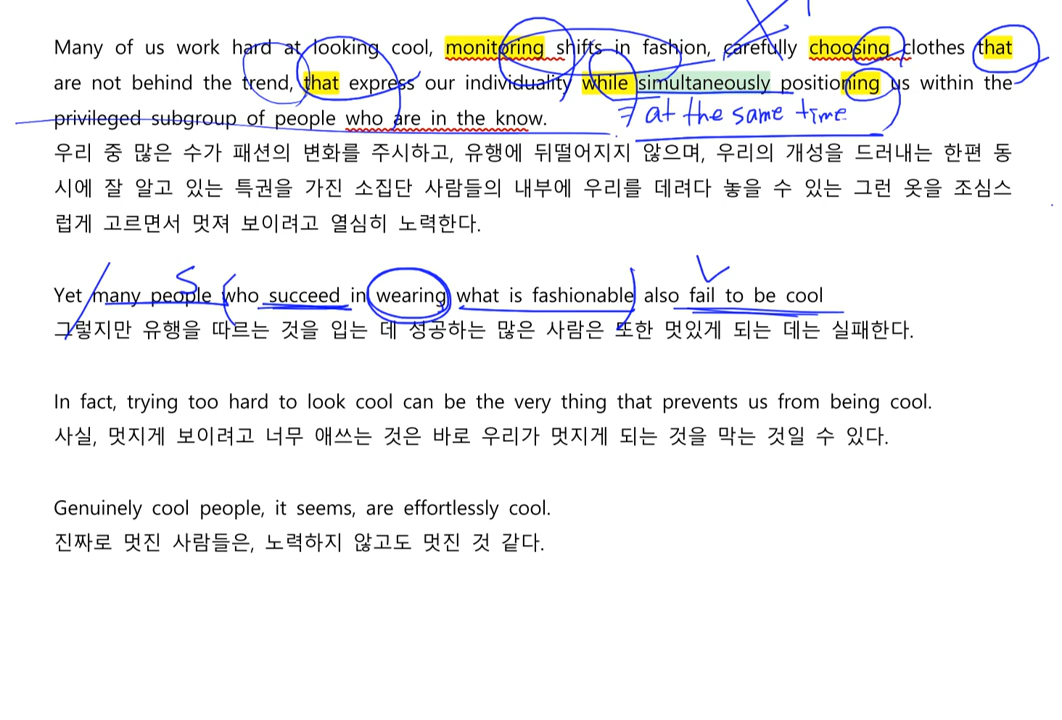 Many of us work hard at looking cool, monitoring shifts in fashion, carefully choosing clothes that
are not behind the trend, that express our individuality while simultaneously positioning us within the
privileged subgroup of people who are in the know.
= at the same time
우리 중 많은 수가 패션의 변화를 주시하고, 유행에 뒤떨어지지 않으며, 우리의 개성을 드러내는 한편 동
시에 잘 알고 있는 특권을 가진 소집단 사람들의 내부에 우리를 데려다 놓을 수 있는 그런 옷을 조심스
럽게 고르면서 멋져 보이려고 열심히 노력한다.
S V
Yet many people who succeed in wearing what is fashionable also fail to be cool
그렇지만 유행을 따르는 것을 입는 데 성공하는 많은 사람은 또한 멋있게 되는 데는 실패한다.
In fact, trying too hard to look cool can be the very thing that prevents us from being cool.
사실, 멋지게 보이려고 너무 애쓰는 것은 바로 우리가 멋지게 되는 것을 막는 것일 수 있다.
Genuinely cool people, it seems, are effortlessly cool.
진짜로 멋진 사람들은, 노력하지 않고도 멋진 것 같다.